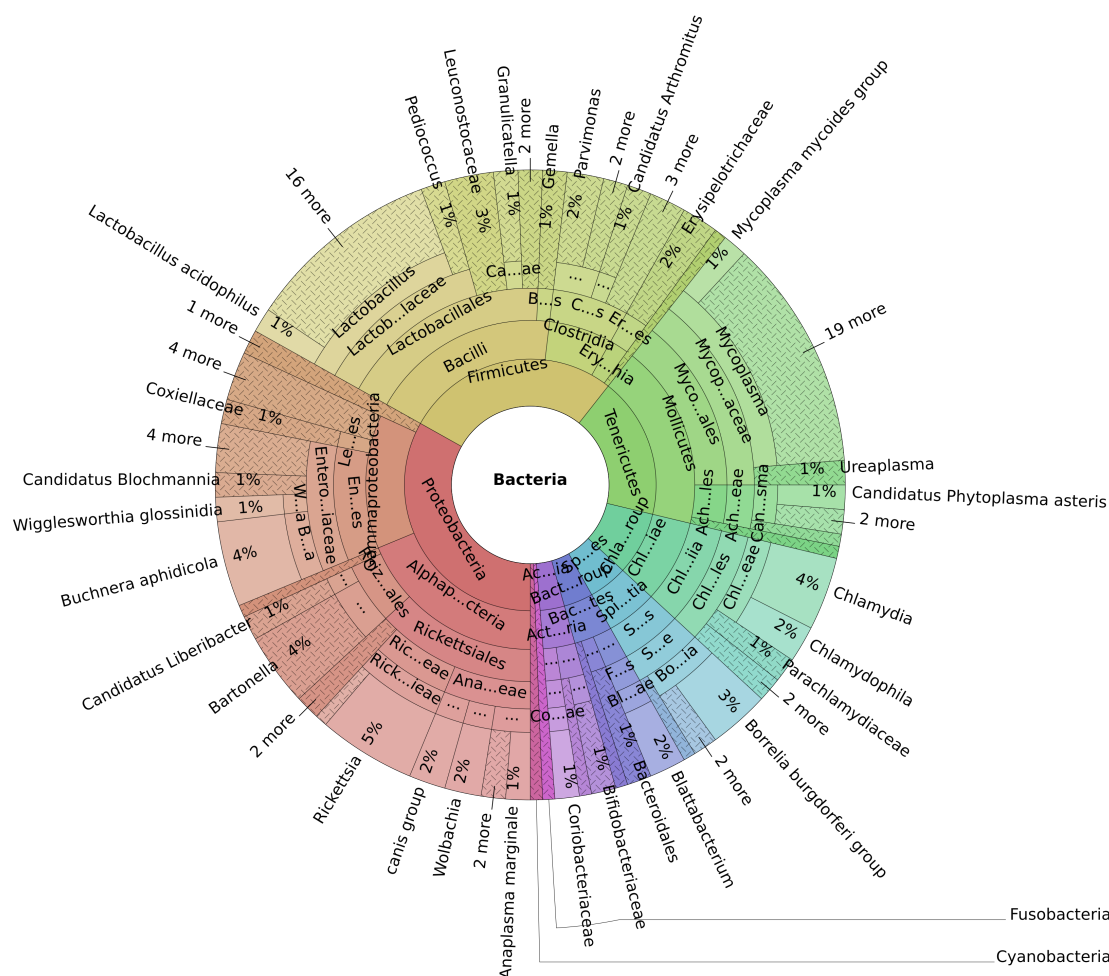 Bacteria
Firmicutes
Bacilli
Lactobacillales
Lactob...laceae
Lactobacillus
Ca...ae
B...s
C...s
Er...es
Clostridia
Ery...hia
...
...
Tenericutes
Mollicutes
Myco...ales
Mycop...aceae
Mycoplasma
Ach...les
Ach...eae
Can...sma
Chla...roup
Chl...iae
Chl...iia
Chl...les
Chl...eae
Sp...es
Spi...tia
S...s
S...e
Bo...ia
Bact...roup
Bac...tes
...
F...s
Bl...ae
Ac...ia
Act...ria
...
...
...
...
Co...ae
Proteobacteria
Alphap...cteria
Rickettsiales
Ric...eae
Rick...ieae
Ana...eae
...
...
...
Rhiz...ales
...
...
Gammaproteobacteria
Le...es
En...es
Entero...laceae
W...a
B...a
Lactobacillus acidophilus
1%
16 more
Pediococcus
1%
Leuconostocaceae
3%
Granulicatella
1%
2 more
Gemella
1%
Parvimonas
2%
2 more
Candidatus Arthromitus
1%
3 more
Erysipelotrichaceae
2%
Mycoplasma mycoides group
1%
19 more
Ureaplasma
1%
Candidatus Phytoplasma asteris
1%
2 more
Chlamydia
4%
Chlamydophila
2%
Parachlamydiaceae
1%
2 more
Borrelia burgdorferi group
3%
2 more
Blattabacterium
2%
Bacteroidales
1%
Bifidobacteriaceae
1%
Coriobacteriaceae
1%
Fusobacteria
Cyanobacteria
Anaplasma marginale
1%
2 more
Wolbachia
2%
canis group
2%
Rickettsia
5%
2 more
Bartonella
4%
Candidatus Liberibacter
1%
Buchnera aphidicola
4%
Wigglesworthia glossinidia
1%
Candidatus Blochmannia
1%
4 more
Coxiellaceae
1%
4 more
1 more